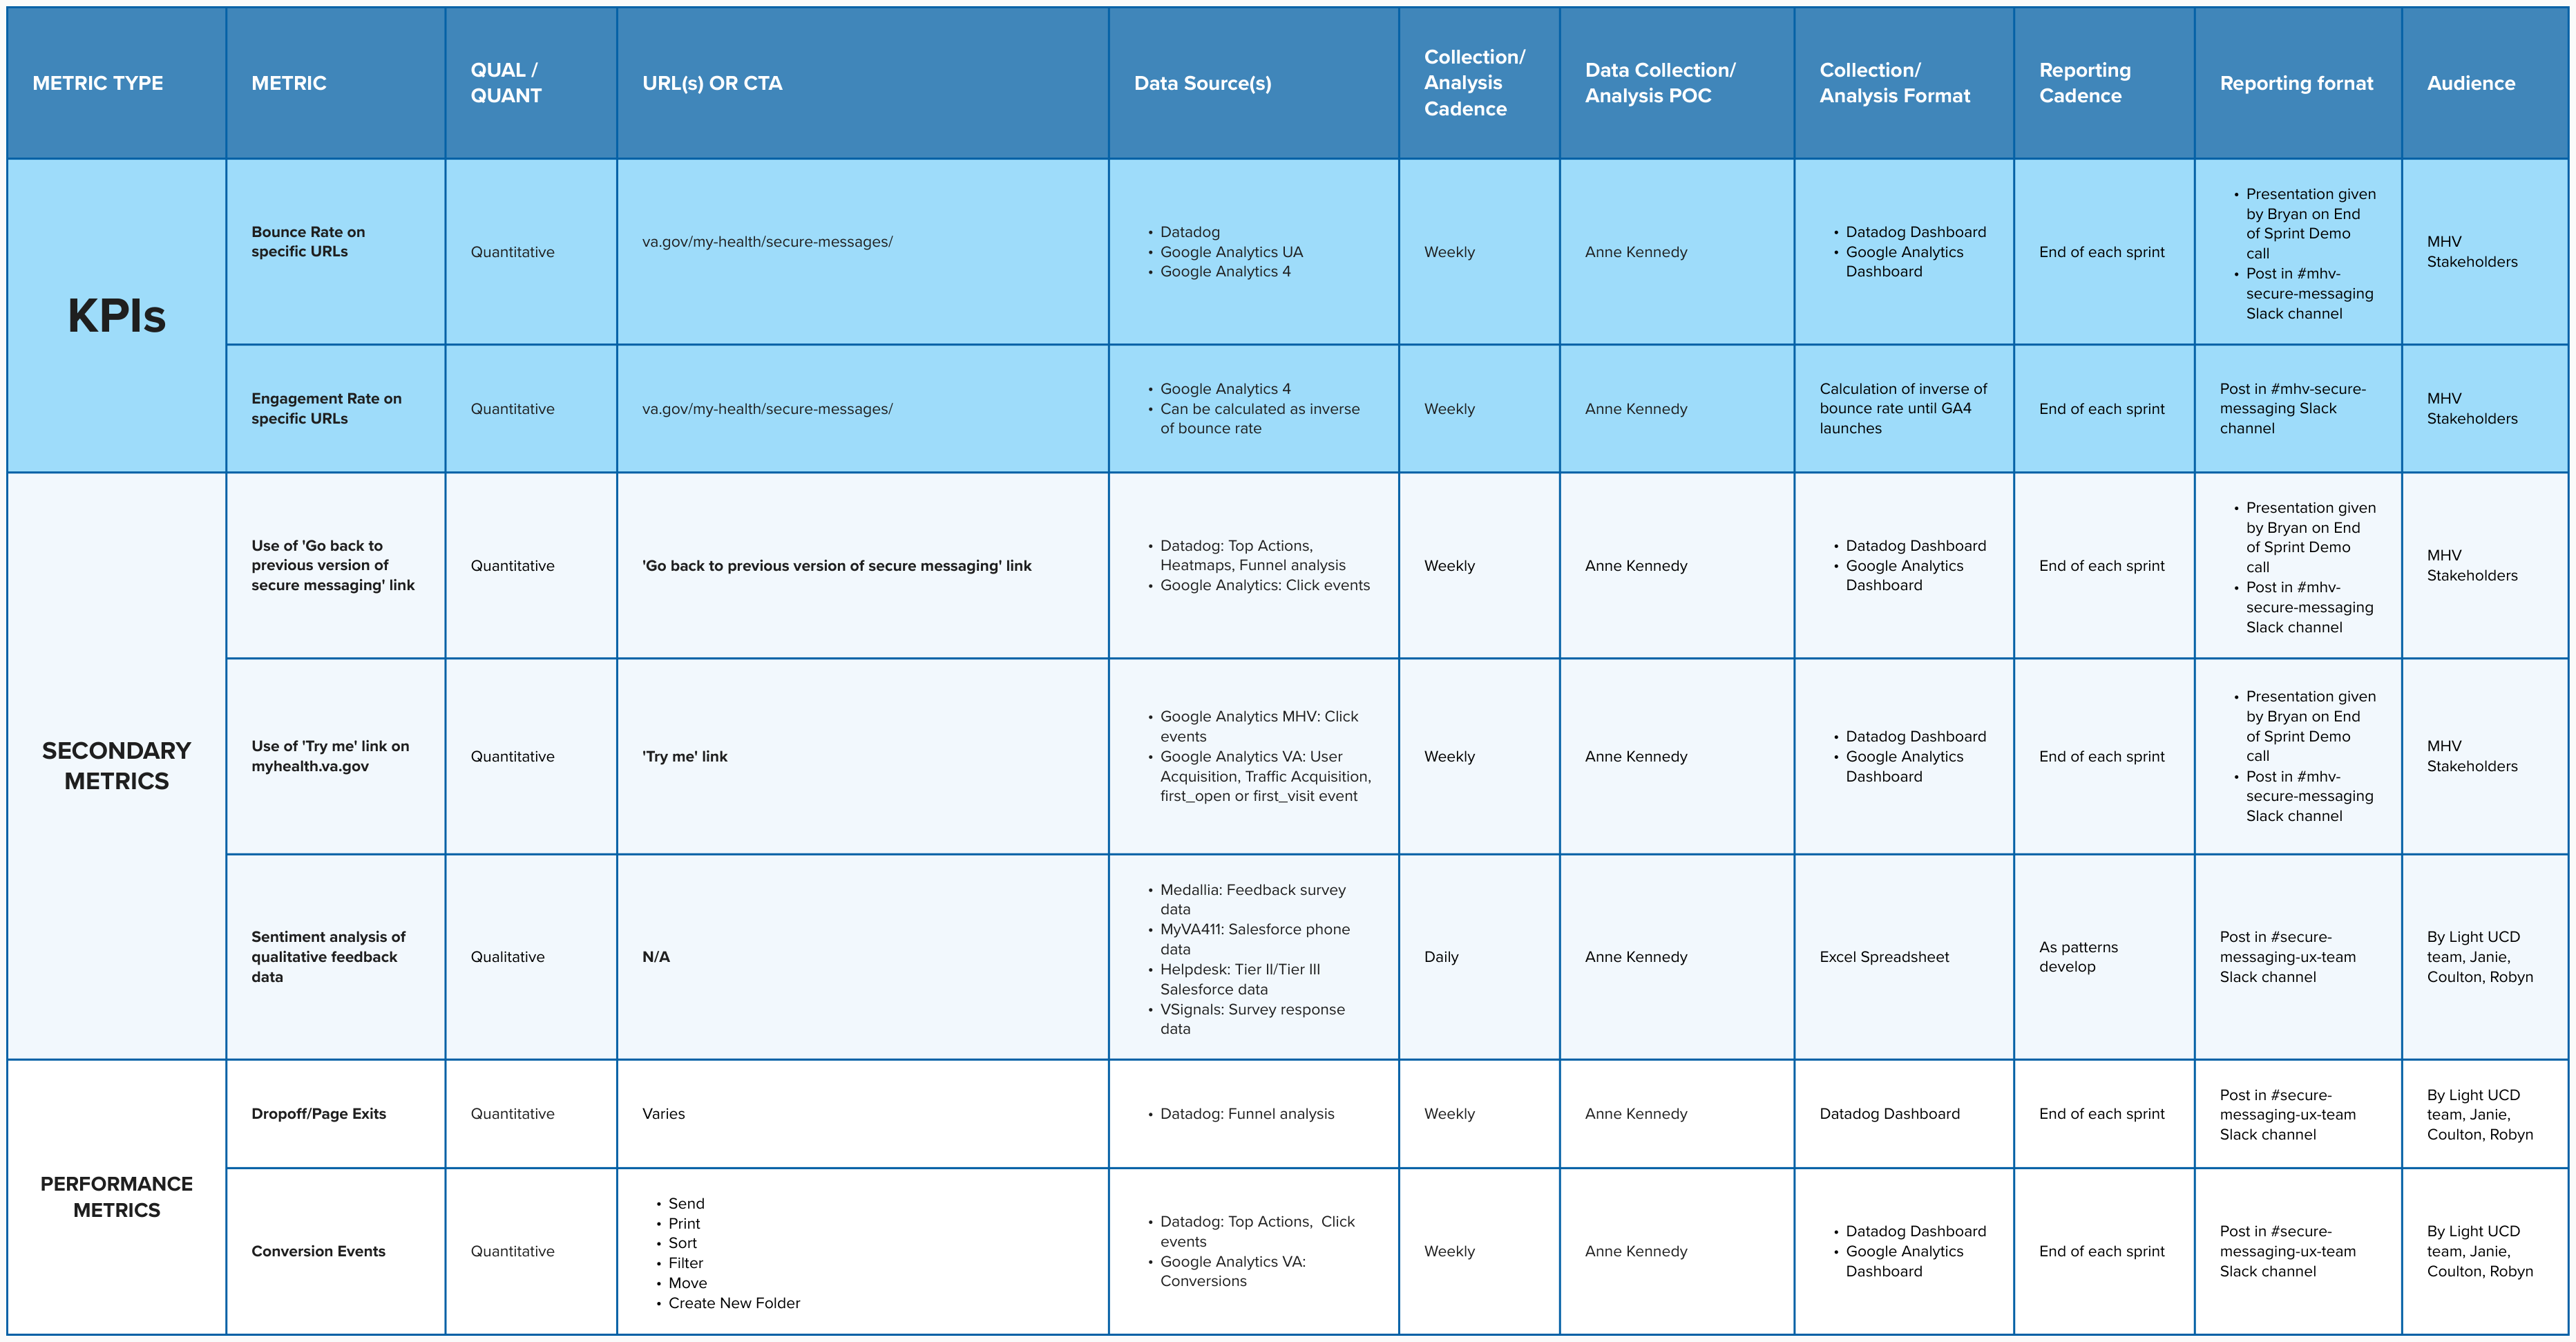 METRIC TYPE
METRIC
QUAL /
QUANT
URL(s) OR CTA
Data Source(s)
Collection/
Analysis
Cadence
Data Collection/
Analysis POC
Collection/
Analysis Format
Reporting
Cadence
Reporting fornat
Audience
KPIs
Bounce Rate on
specific URLs
Quantitative
va.gov/my-health/secure-messages/
• Datadog
• Google Analytics UA
• Google Analytics 4
Weekly
Anne Kennedy
• Datadog Dashboard
• Google Analytics
Dashboard
End of each sprint
• Presentation given
by Bryan on End
of Sprint Demo
call
• Post in #mhv-
secure-messaging
Slack channel
MHV
Stakeholders
Engagement Rate on
specific URLs
Quantitative
va.gov/my-health/secure-messages/
• Google Analytics 4
• Can be calculated as inverse
of bounce rate
Weekly
Anne Kennedy
Calculation of inverse of
bounce rate until GA4
launches
End of each sprint
Post in #mhv-secure-
messaging Slack
channel
MHV
Stakeholders
SECONDARY
METRICS
Use of 'Go back to
previous version of
secure messaging' link
Quantitative
'Go back to previous version of secure messaging' link
• Datadog: Top Actions,
Heatmaps, Funnel analysis
• Google Analytics: Click events
Weekly
Anne Kennedy
• Datadog Dashboard
• Google Analytics
Dashboard
End of each sprint
• Presentation given
by Bryan on End
of Sprint Demo
call
• Post in #mhv-
secure-messaging
Slack channel
MHV
Stakeholders
Use of 'Try me' link on
myhealth.va.gov
Quantitative
'Try me' link
• Google Analytics MHV: Click
events
• Google Analytics VA: User
Acquisition, Traffic Acquisition,
first_open or first_visit event
Weekly
Anne Kennedy
• Datadog Dashboard
• Google Analytics
Dashboard
End of each sprint
• Presentation given
by Bryan on End
of Sprint Demo
call
• Post in #mhv-
secure-messaging
Slack channel
MHV
Stakeholders
Sentiment analysis of
qualitative feedback
data
Qualitative
N/A
• Medallia: Feedback survey
data
• MyVA411: Salesforce phone
data
• Helpdesk: Tier II/Tier III
Salesforce data
• VSignals: Survey response
data
Daily
Anne Kennedy
Excel Spreadsheet
As patterns
develop
Post in #secure-
messaging-ux-team
Slack channel
By Light UCD
team, Janie,
Coulton, Robyn
PERFORMANCE
METRICS
Dropoff/Page Exits
Quantitative
Varies
• Datadog: Funnel analysis
Weekly
Anne Kennedy
Datadog Dashboard
End of each sprint
Post in #secure-
messaging-ux-team
Slack channel
By Light UCD
team, Janie,
Coulton, Robyn
Conversion Events
Quantitative
• Send
• Print
• Sort
• Filter
• Move
• Create New Folder
• Datadog: Top Actions, Click
events
• Google Analytics VA:
Conversions
Weekly
Anne Kennedy
• Datadog Dashboard
• Google Analytics
Dashboard
End of each sprint
Post in #secure-
messaging-ux-team
Slack channel
By Light UCD
team, Janie,
Coulton, Robyn